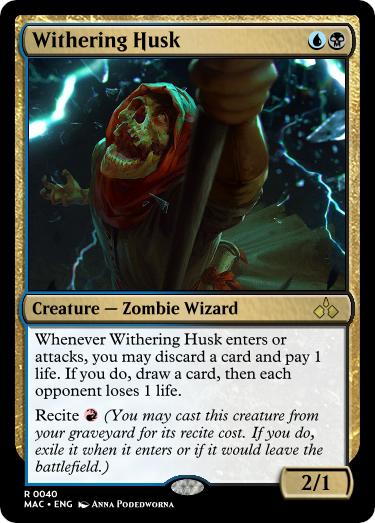 Withering Husk
Creature — Zombie Wizard
Whenever Withering Husk enters or
attacks, you may discard a card and pay 1
life. If you do, draw a card, then each
opponent loses 1 life.
Recite (You may cast this creature from
your graveyard for its recite cost. If you do,
exile it when it enters or if it would leave the
battlefield.)
2/1
R 0040
MAC • ENG Anna Podedworna